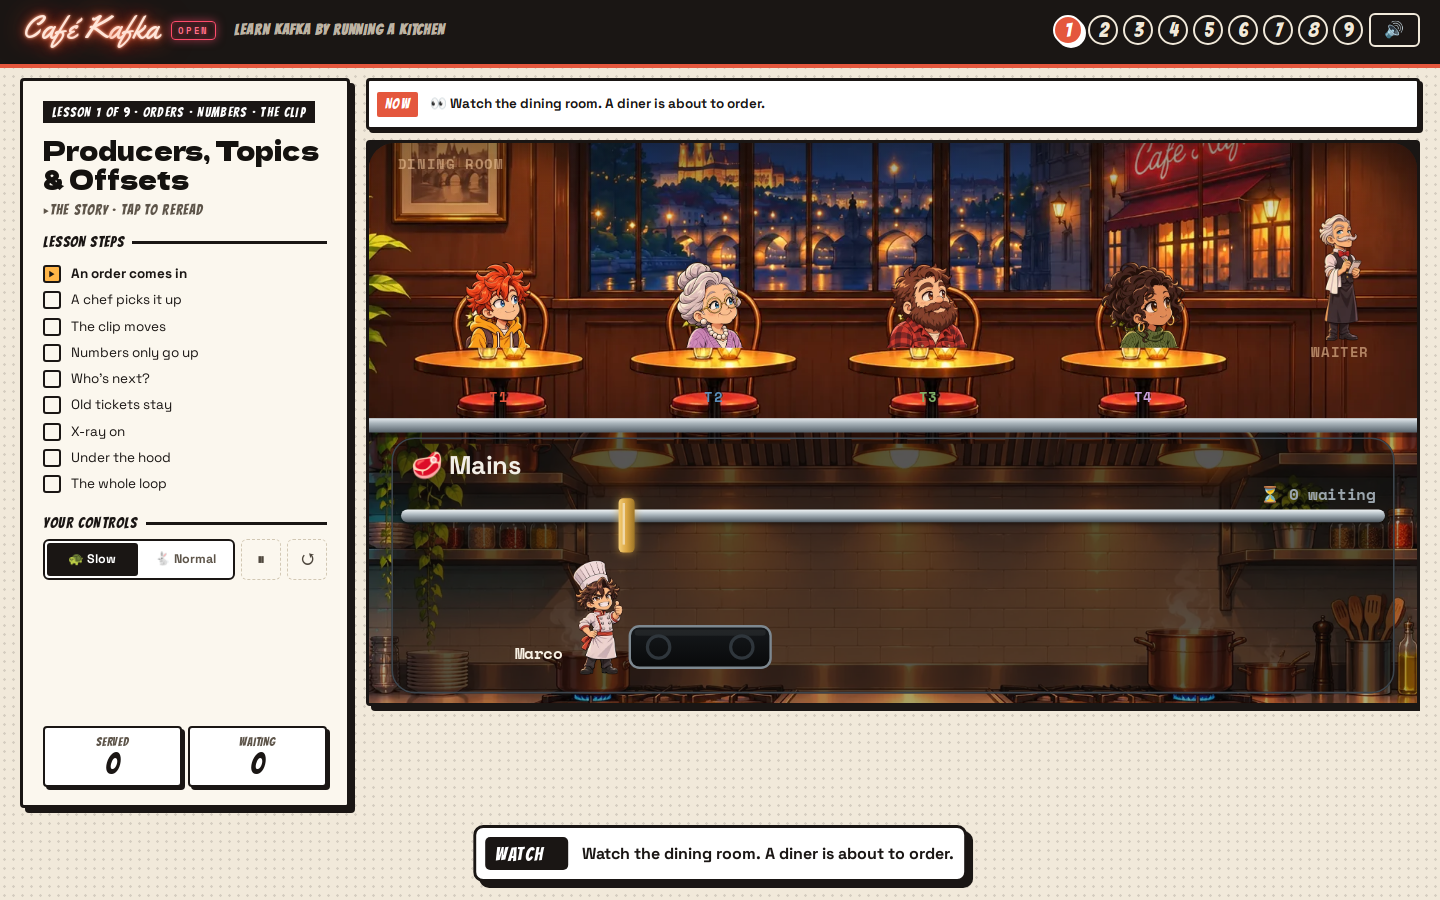 Café Kafka
OPEN
LEARN KAFKA BY RUNNING A KITCHEN
1 2 3 4 5 6 7 8 9
LESSON 1 OF 9 · ORDERS · NUMBERS · THE CLIP
Producers, Topics
& Offsets
▸THE STORY · TAP TO REREAD
LESSON STEPS
An order comes in
A chef picks it up
The clip moves
Numbers only go up
Who's next?
Old tickets stay
X-ray on
Under the hood
The whole loop
YOUR CONTROLS
Slow Normal
SERVED
0
WAITING
0
NOW 👀 Watch the dining room. A diner is about to order.
DINING ROOM
WAITER
T1 T2 T3 T4
Mains
⏳ 0 waiting
Marco
WATCH Watch the dining room. A diner is about to order.